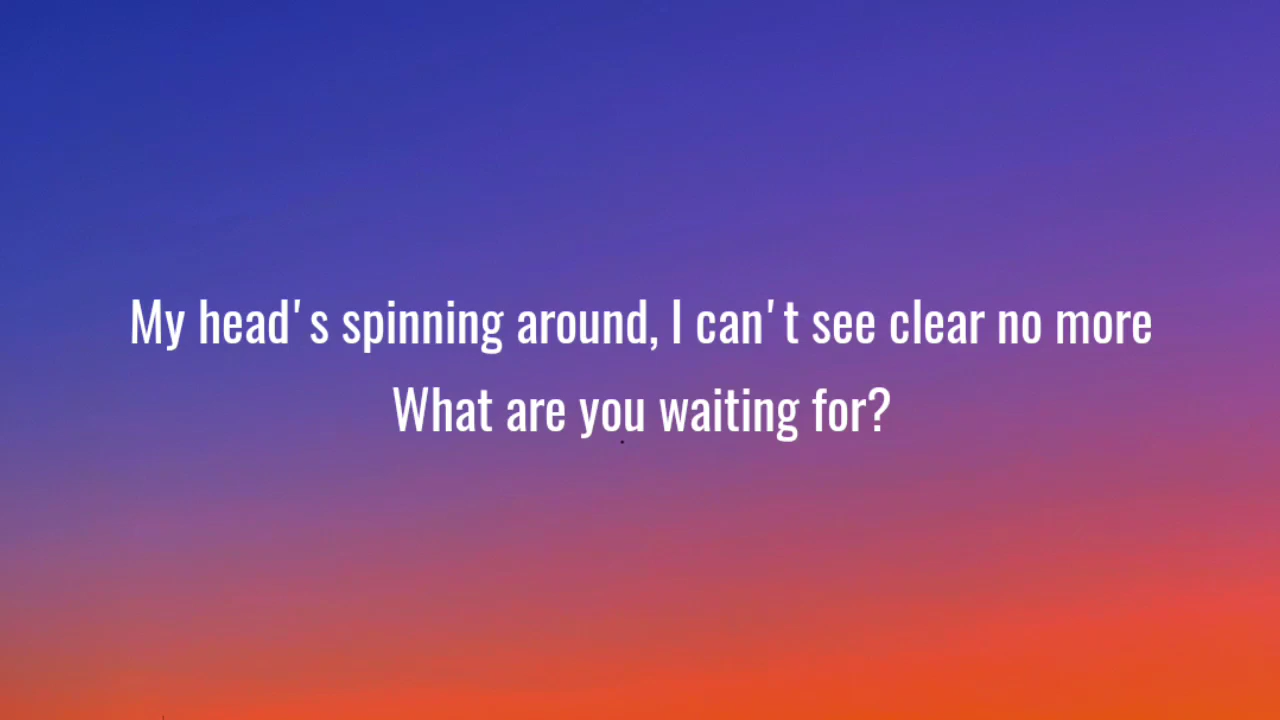 My head's spinning around, I can't see clear no more
What are you waiting for?